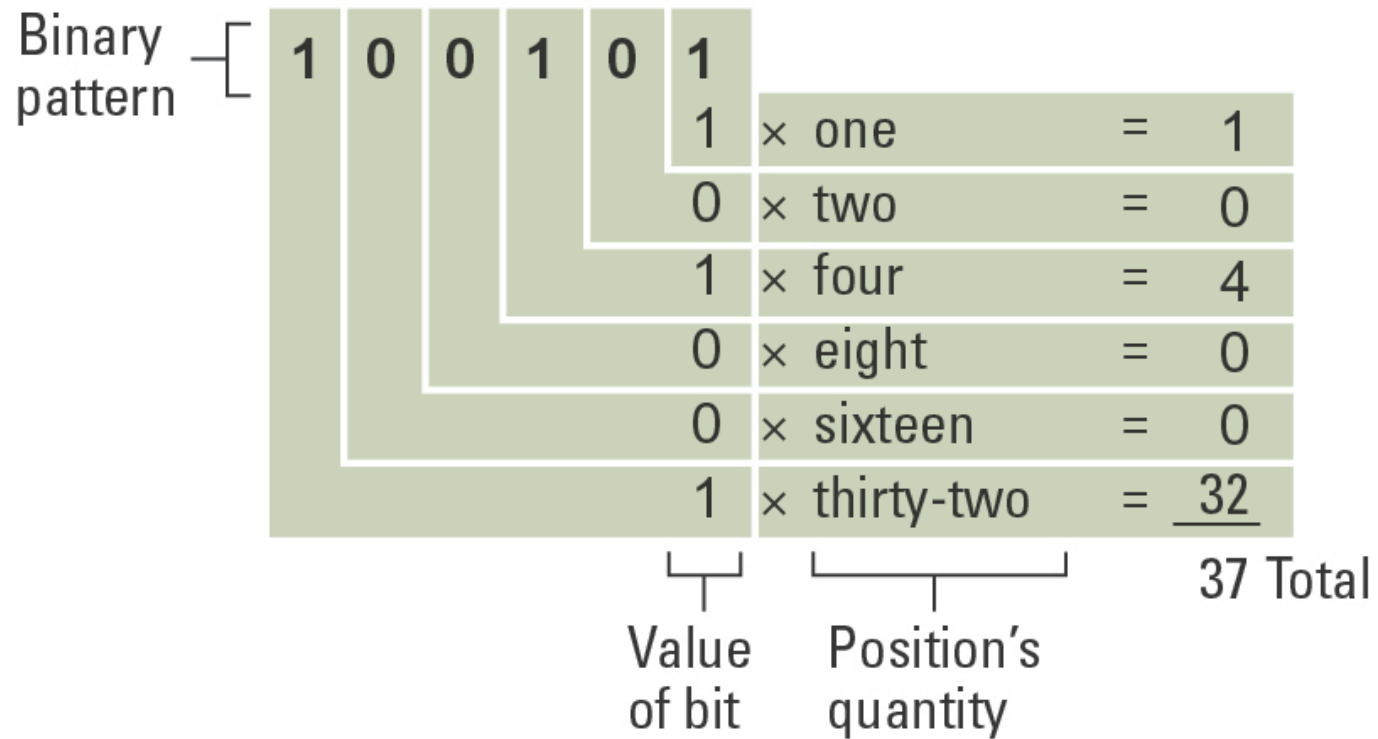 Binary
pattern
1 0 0 1 0 1
1 × one = 1
0 × two = 0
1 × four = 4
0 × eight = 0
0 × sixteen = 0
1 × thirty-two = 32
37 Total
Value
of bit
Position’s
quantity